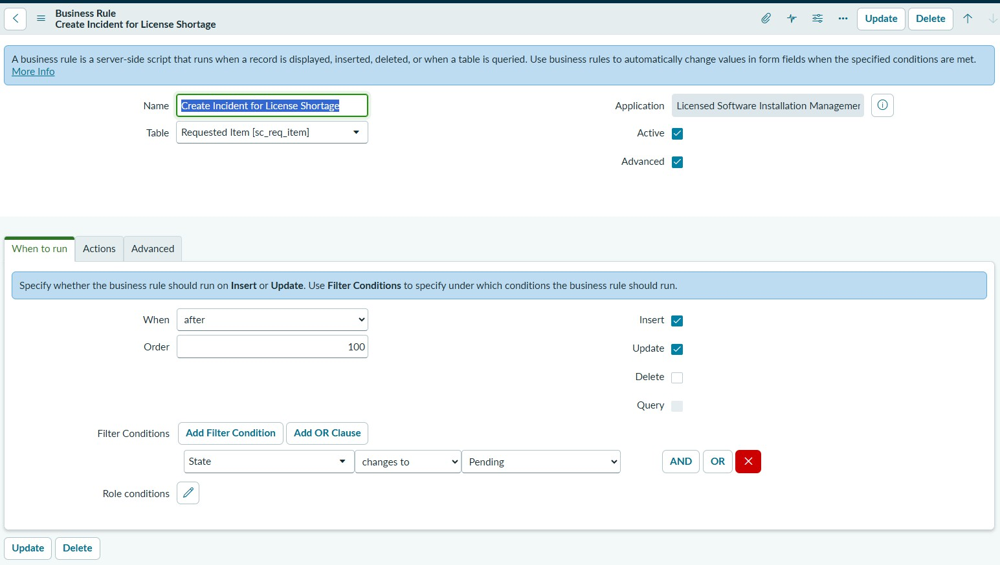 Business Rule
Create Incident for License Shortage
Update
Delete
A business rule is a server-side script that runs when a record is displayed, inserted, deleted, or when a table is queried. Use business rules to automatically change values in form fields when the specified conditions are met.
More Info
Name
Create Incident for License Shortage
Application
Licensed Software Installation Managemer
Table
Requested Item [sc_req_item]
Active
Advanced
When to run
Actions
Advanced
Specify whether the business rule should run on Insert or Update. Use Filter Conditions to specify under which conditions the business rule should run.
When
after
Insert
Order
100
Update
Delete
Query
Filter Conditions
Add Filter Condition
Add OR Clause
State
changes to
Pending
AND
OR
Role conditions
Update
Delete